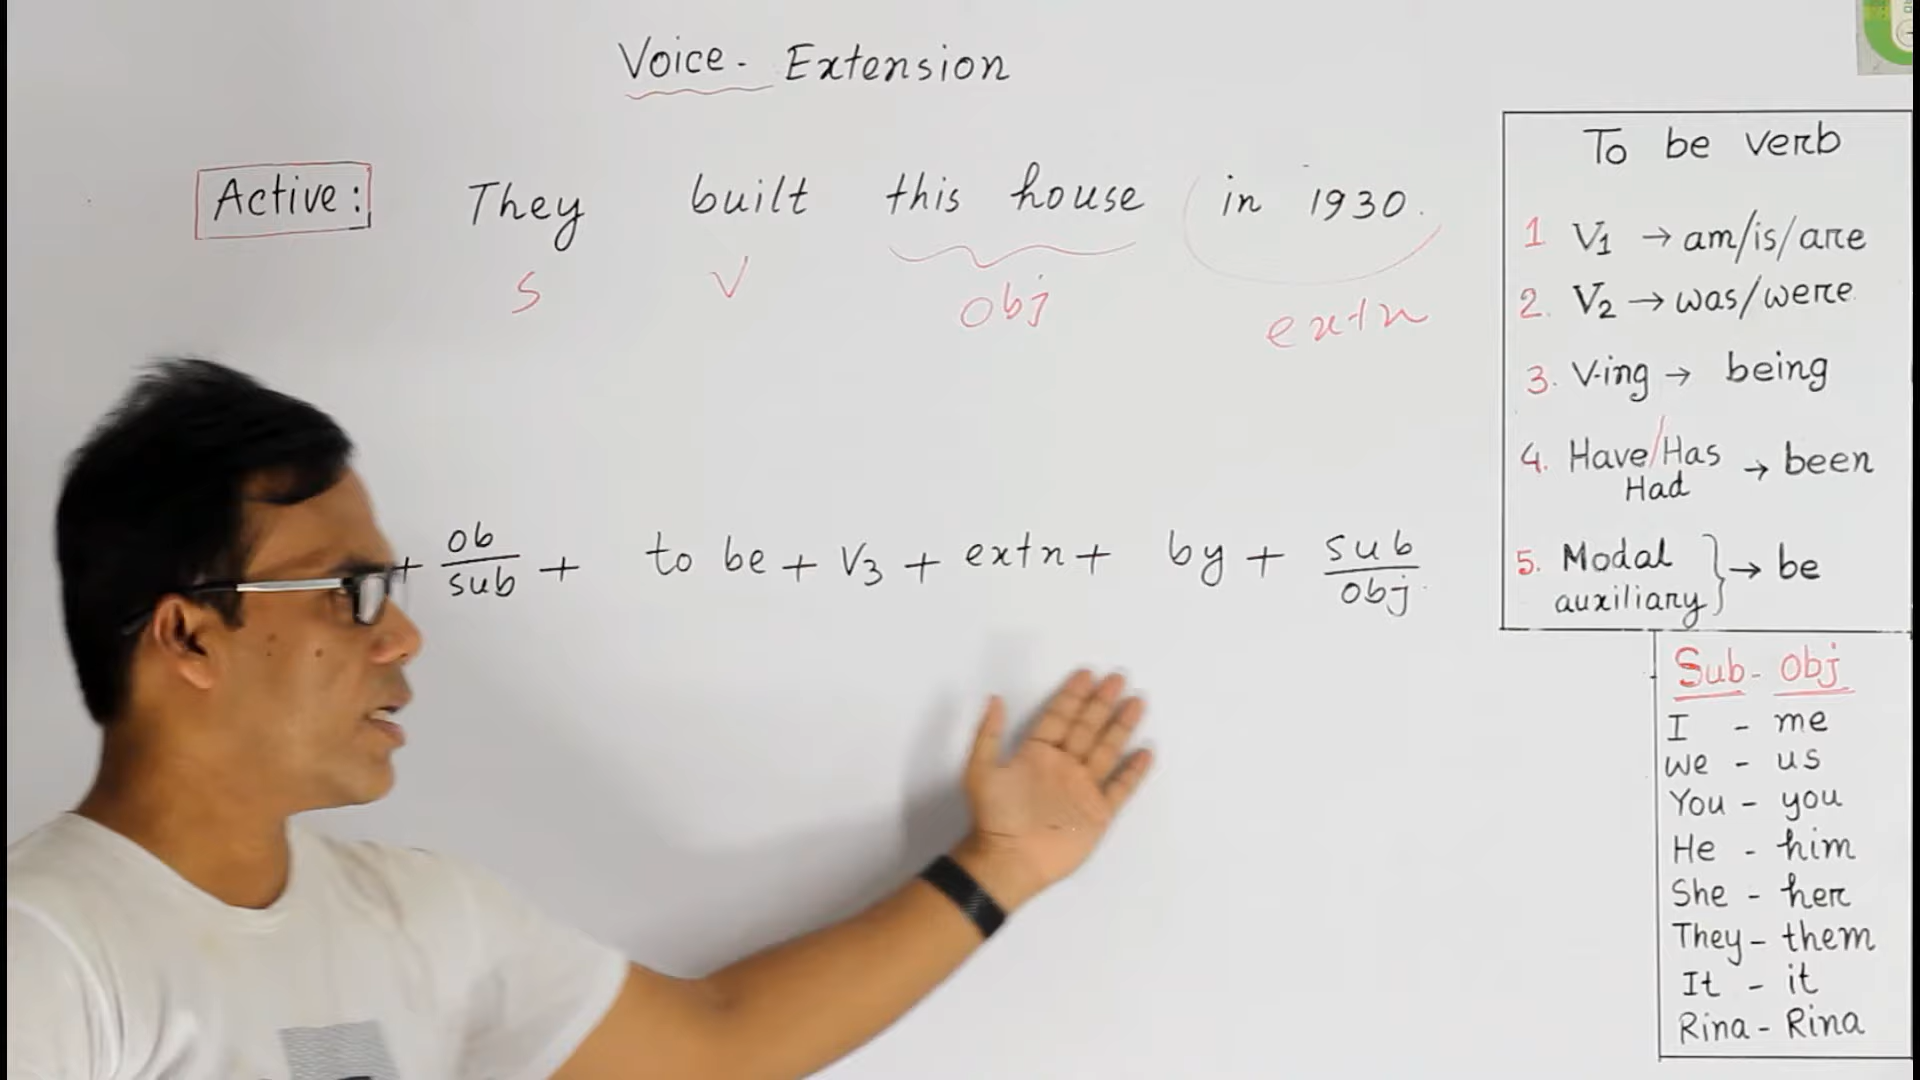 Voice - Extension
Active: They built this house in 1930.
S V Obj extn
+ ob/sub + to be + V3 + extn + by + sub/obj
To be verb
1 V1 → am/is/are
2. V2 → was/were
3. V-ing → being
4. Have/Has Had → been
5. Modal auxiliary } → be
Sub - Obj
I - me
We - us
You - you
He - him
She - her
They - them
It - it
Rina - Rina